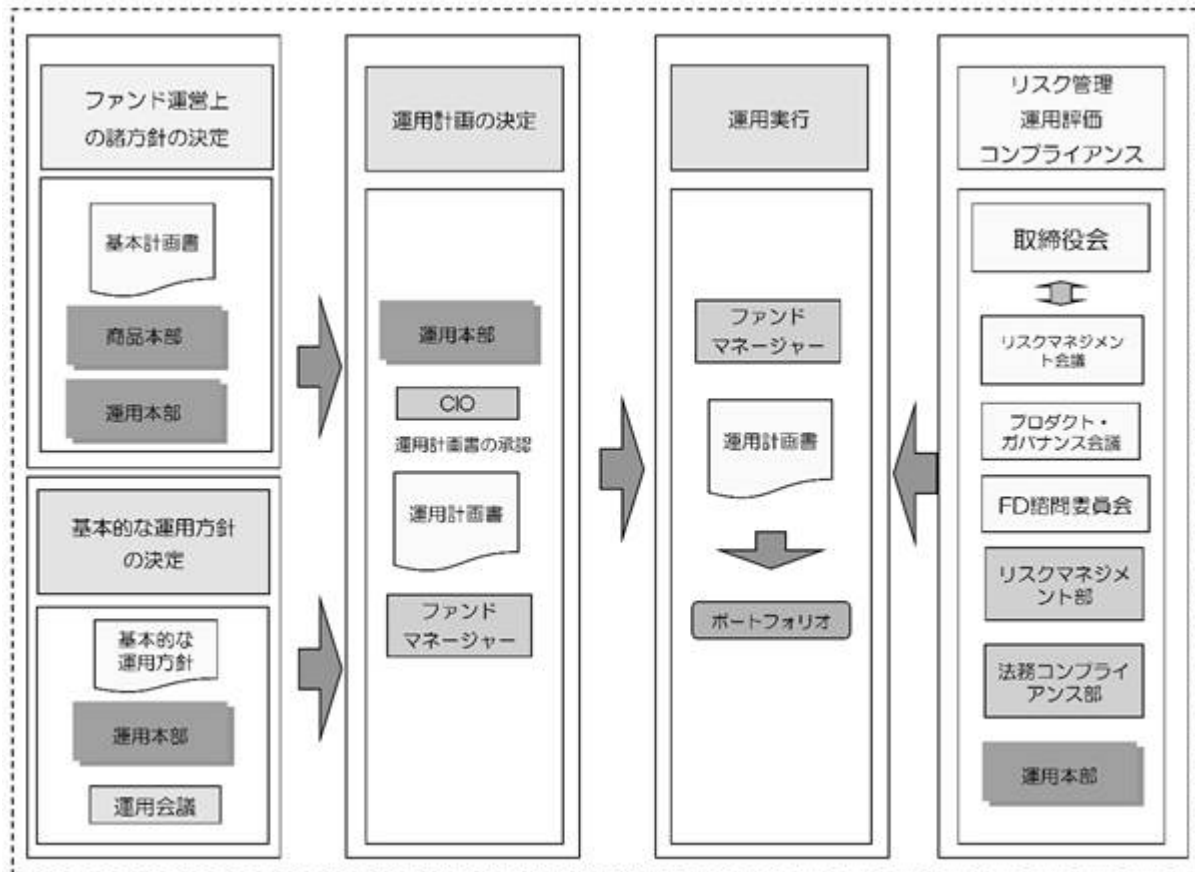 ファンド運営上
の諸方針の決定
基本計画書
商品本部
運用本部
基本的な運用方針
の決定
基本的な
運用方針
運用本部
運用会議
運用計画の決定
運用本部
CIO
運用計画書の承認
運用計画書
ファンド
マネージャー
運用実行
ファンド
マネージャー
運用計画書
ポートフォリオ
リスク管理
運用評価
コンプライアンス
取締役会
リスクマネジメン
ト会議
プロダクト・
ガバナンス会議
FD諮問委員会
リスクマネジメ
ント部
法務コンプライ
アンス部
運用本部